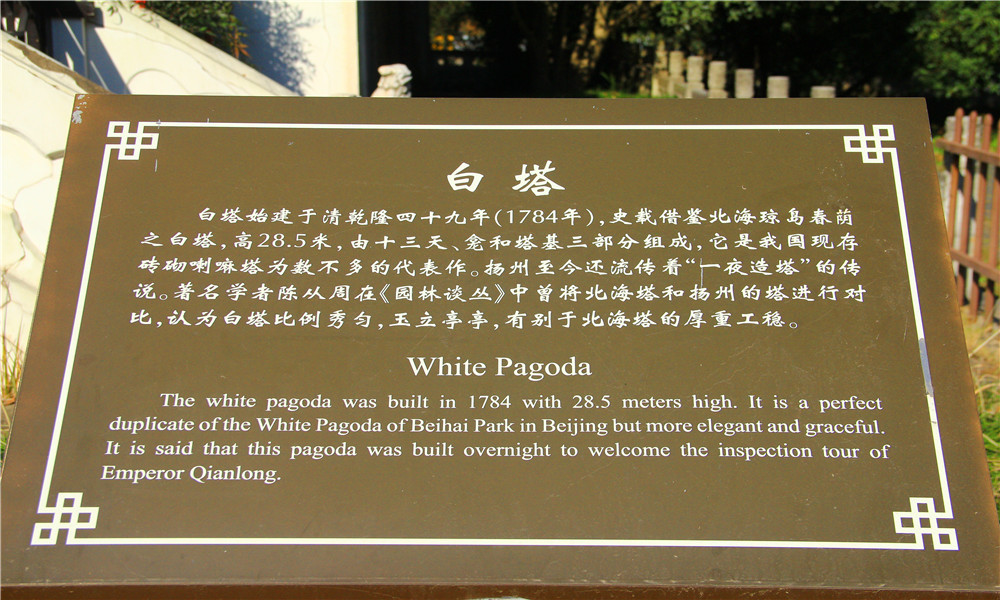 白塔
白塔始建于清乾隆四十九年(1784年),史载借鉴北海琼岛春荫
之白塔,高28.5米,由十三天、龛和塔基三部分组成,它是我国现存
砖砌喇嘛塔为数不多的代表作。扬州至今还流传着“一夜造塔”的传
说。著名学者陈从周在《园林谈丛》中曾将北海塔和扬州的塔进行对
比,认为白塔比例秀匀,玉立亭亭,有别于北海塔的厚重工稳。
White Pagoda
The white pagoda was built in 1784 with 28.5 meters high. It is a perfect
duplicate of the White Pagoda of Beihai Park in Beijing but more elegant and graceful.
It is said that this pagoda was built overnight to welcome the inspection tour of
Emperor Qianlong.